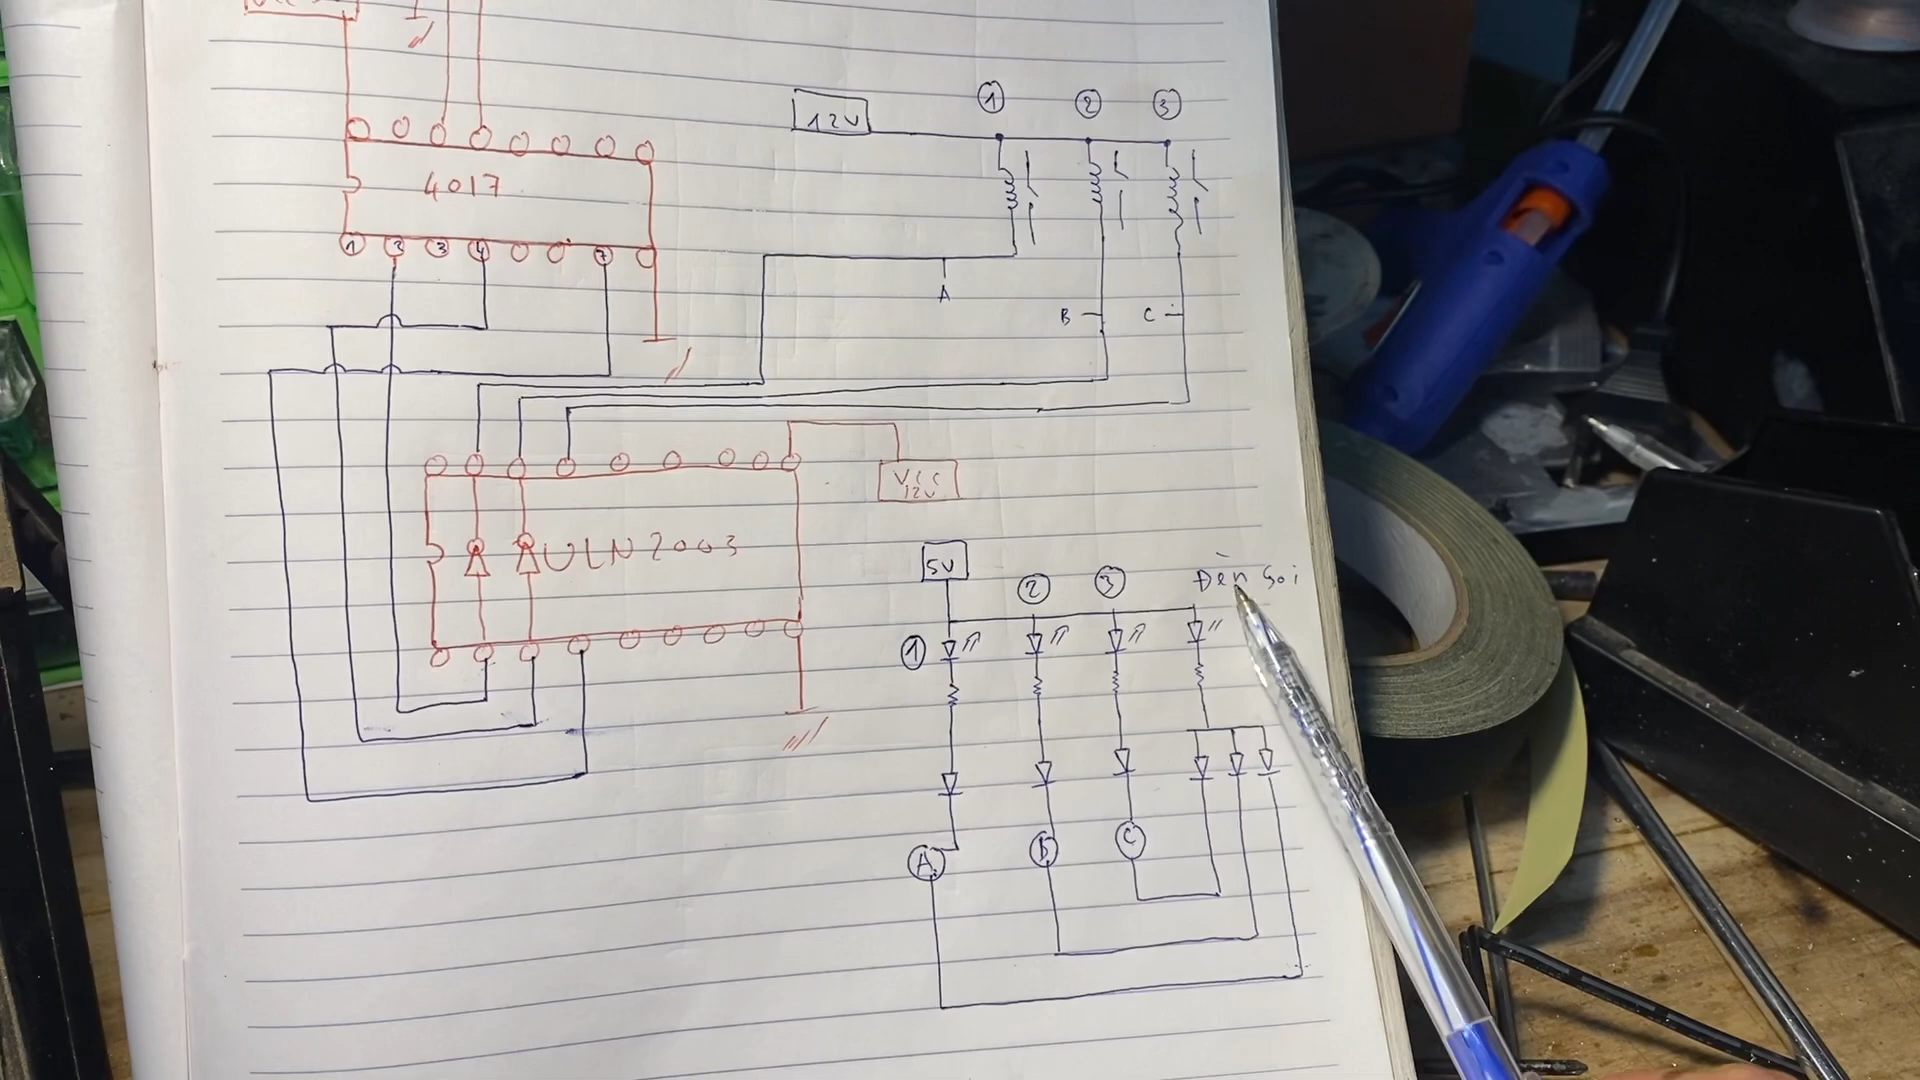 12V
① ② ③
4017
① ② ③ ④ ⑦
A
B
C
VCC
12V
ULN2003
5V
② ③
Đèn Soi
①
Ⓐ
Ⓑ
Ⓒ